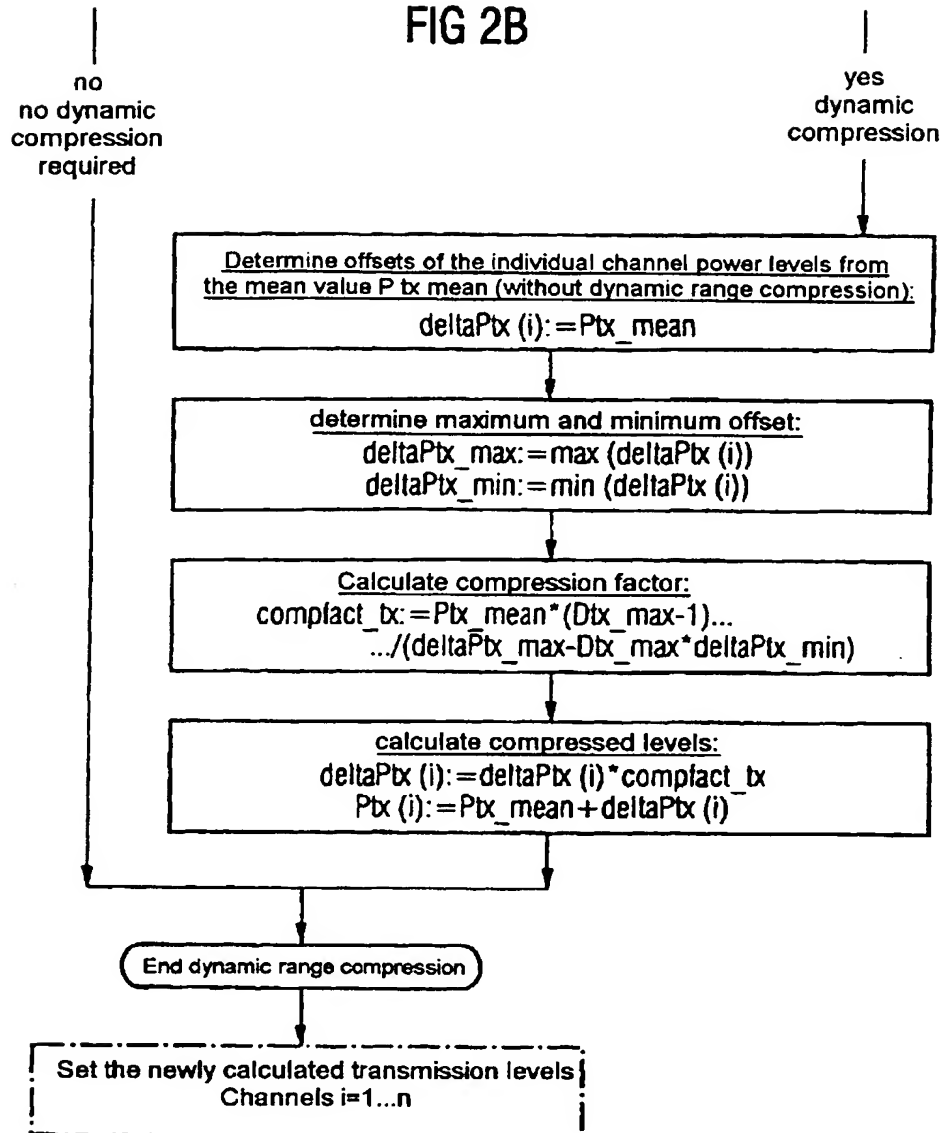 FIG 2B
no
no dynamic
compression
required
yes
dynamic
compression
Determine offsets of the individual channel power levels from
the mean value P tx mean (without dynamic range compression):
deltaPtx (i):=Ptx_mean
determine maximum and minimum offset:
deltaPtx_max:=max (deltaPtx (i))
deltaPtx_min:=min (deltaPtx (i))
Calculate compression factor:
compfact_tx:=Ptx_mean*(Dtx_max-1)...
.../(deltaPtx_max-Dtx_max*deltaPtx_min)
calculate compressed levels:
deltaPtx (i):=deltaPtx (i)*compfact_tx
Ptx (i):=Ptx_mean+deltaPtx (i)
End dynamic range compression
Set the newly calculated transmission levels
Channels i=1...n